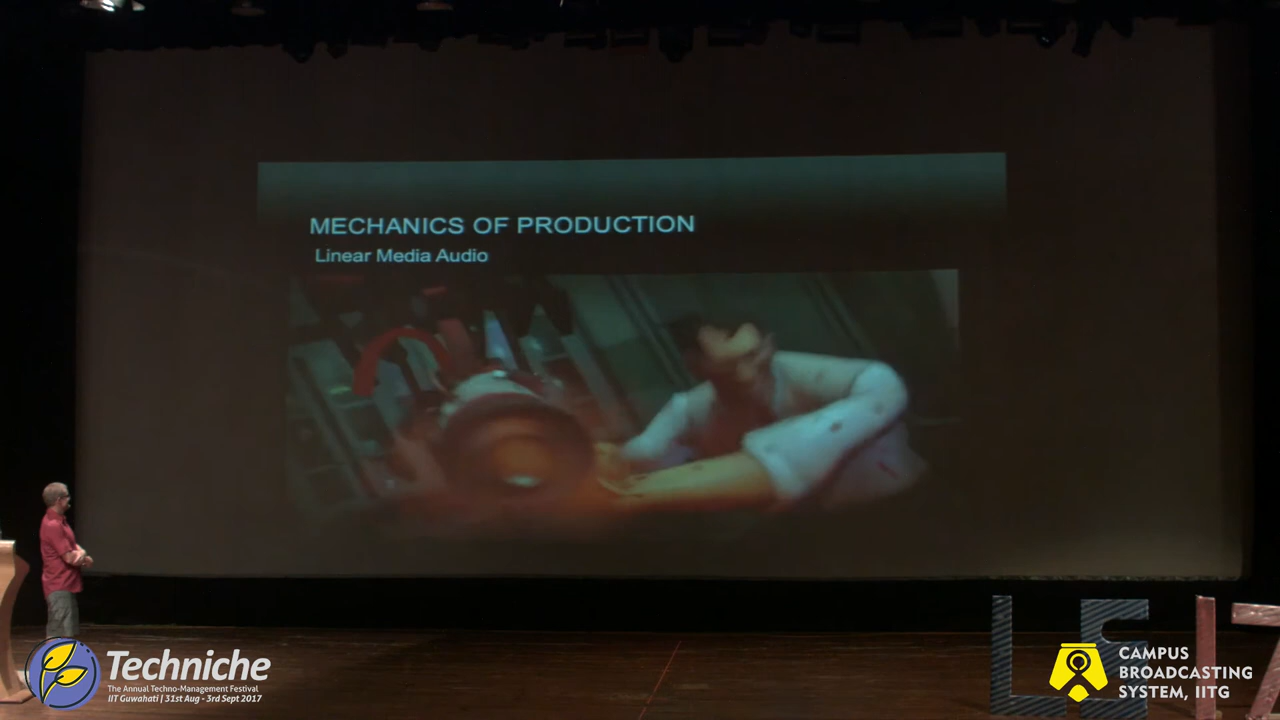 MECHANICS OF PRODUCTION
Linear Media Audio
Techniche
The Annual Techno-Management Festival
IIT Guwahati | 31st Aug - 3rd Sept 2017
CAMPUS
BROADCASTING
SYSTEM, IITG